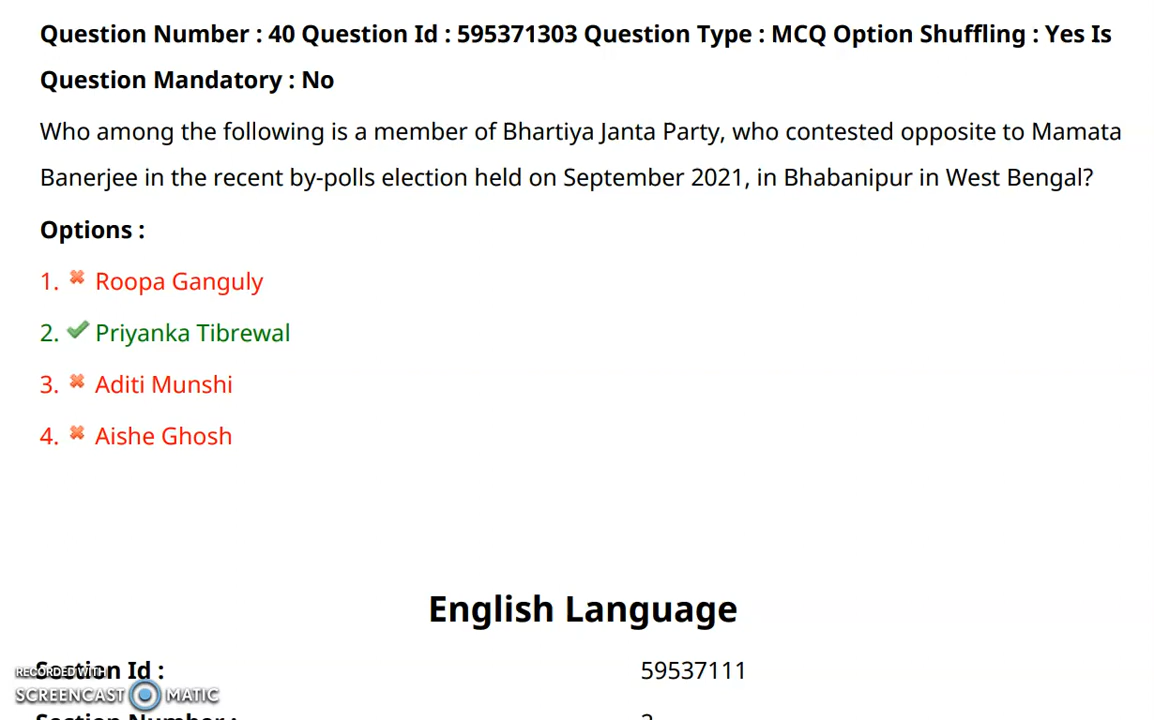 Question Number : 40 Question Id : 595371303 Question Type : MCQ Option Shuffling : Yes Is
Question Mandatory : No
Who among the following is a member of Bhartiya Janta Party, who contested opposite to Mamata
Banerjee in the recent by-polls election held on September 2021, in Bhabanipur in West Bengal?
Options :
1. Roopa Ganguly
2. Priyanka Tibrewal
3. Aditi Munshi
4. Aishe Ghosh
English Language
Section Id : 59537111
RECORDED WITH
SCREENCAST MATIC
Section Number :